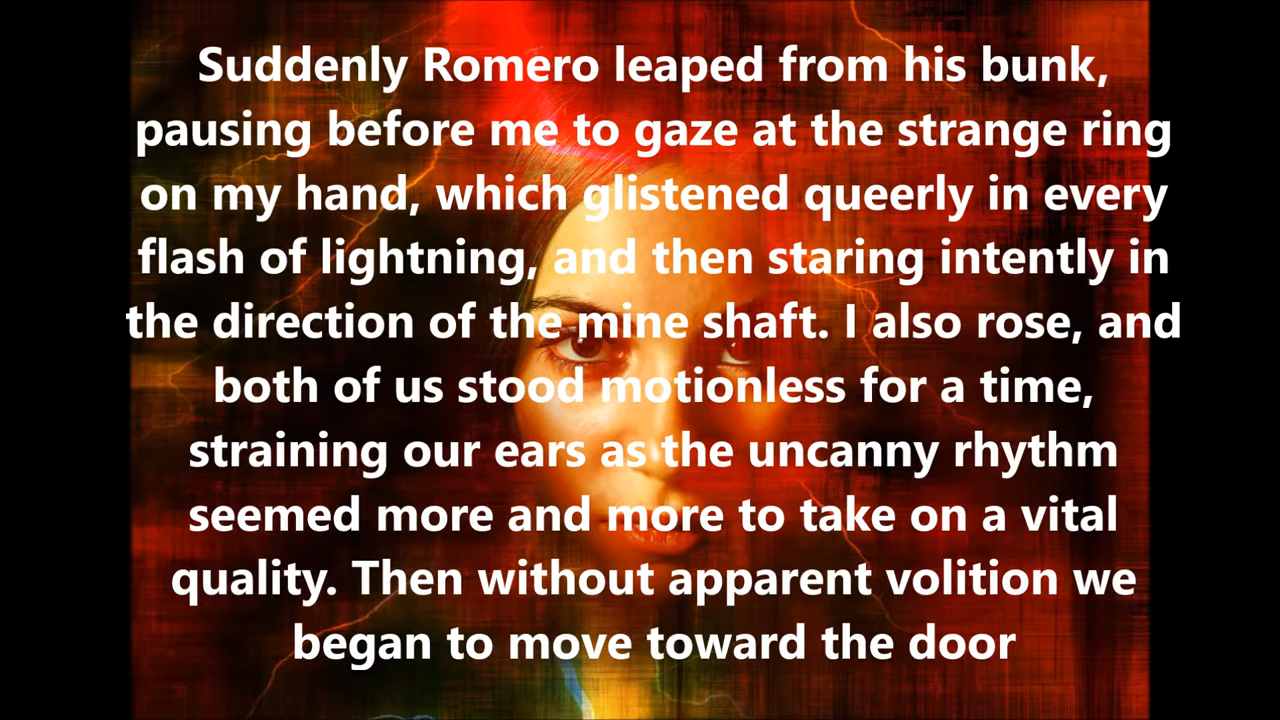 Suddenly Romero leaped from his bunk,
pausing before me to gaze at the strange ring
on my hand, which glistened queerly in every
flash of lightning, and then staring intently in
the direction of the mine shaft. I also rose, and
both of us stood motionless for a time,
straining our ears as the uncanny rhythm
seemed more and more to take on a vital
quality. Then without apparent volition we
began to move toward the door